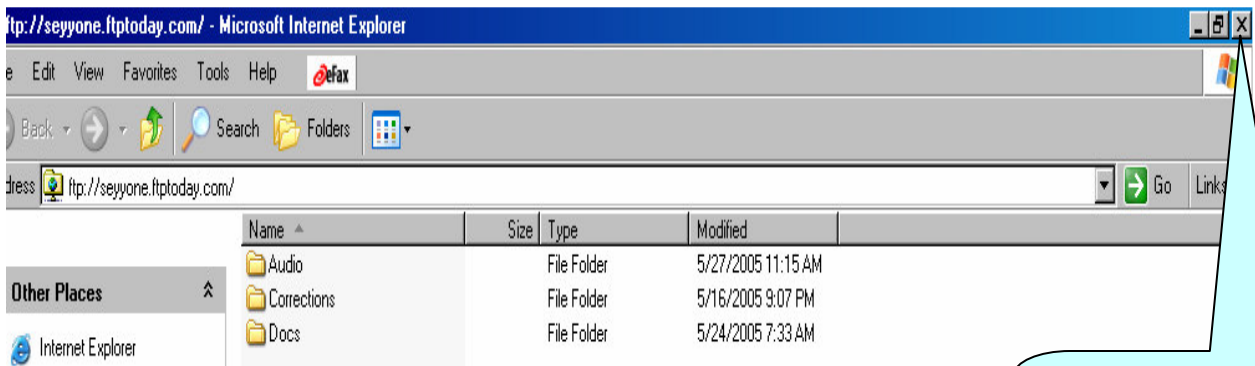 ftp://seyyone.ftptoday.com/ - Microsoft Internet Explorer
e Edit View Favorites Tools Help eFax
Back Search Folders
dress ftp://seyyone.ftptoday.com/ Go Links
Name Size Type Modified
Audio File Folder 5/27/2005 11:15 AM
Other Places Corrections File Folder 5/16/2005 9:07 PM
Docs File Folder 5/24/2005 7:33 AM
Internet Explorer